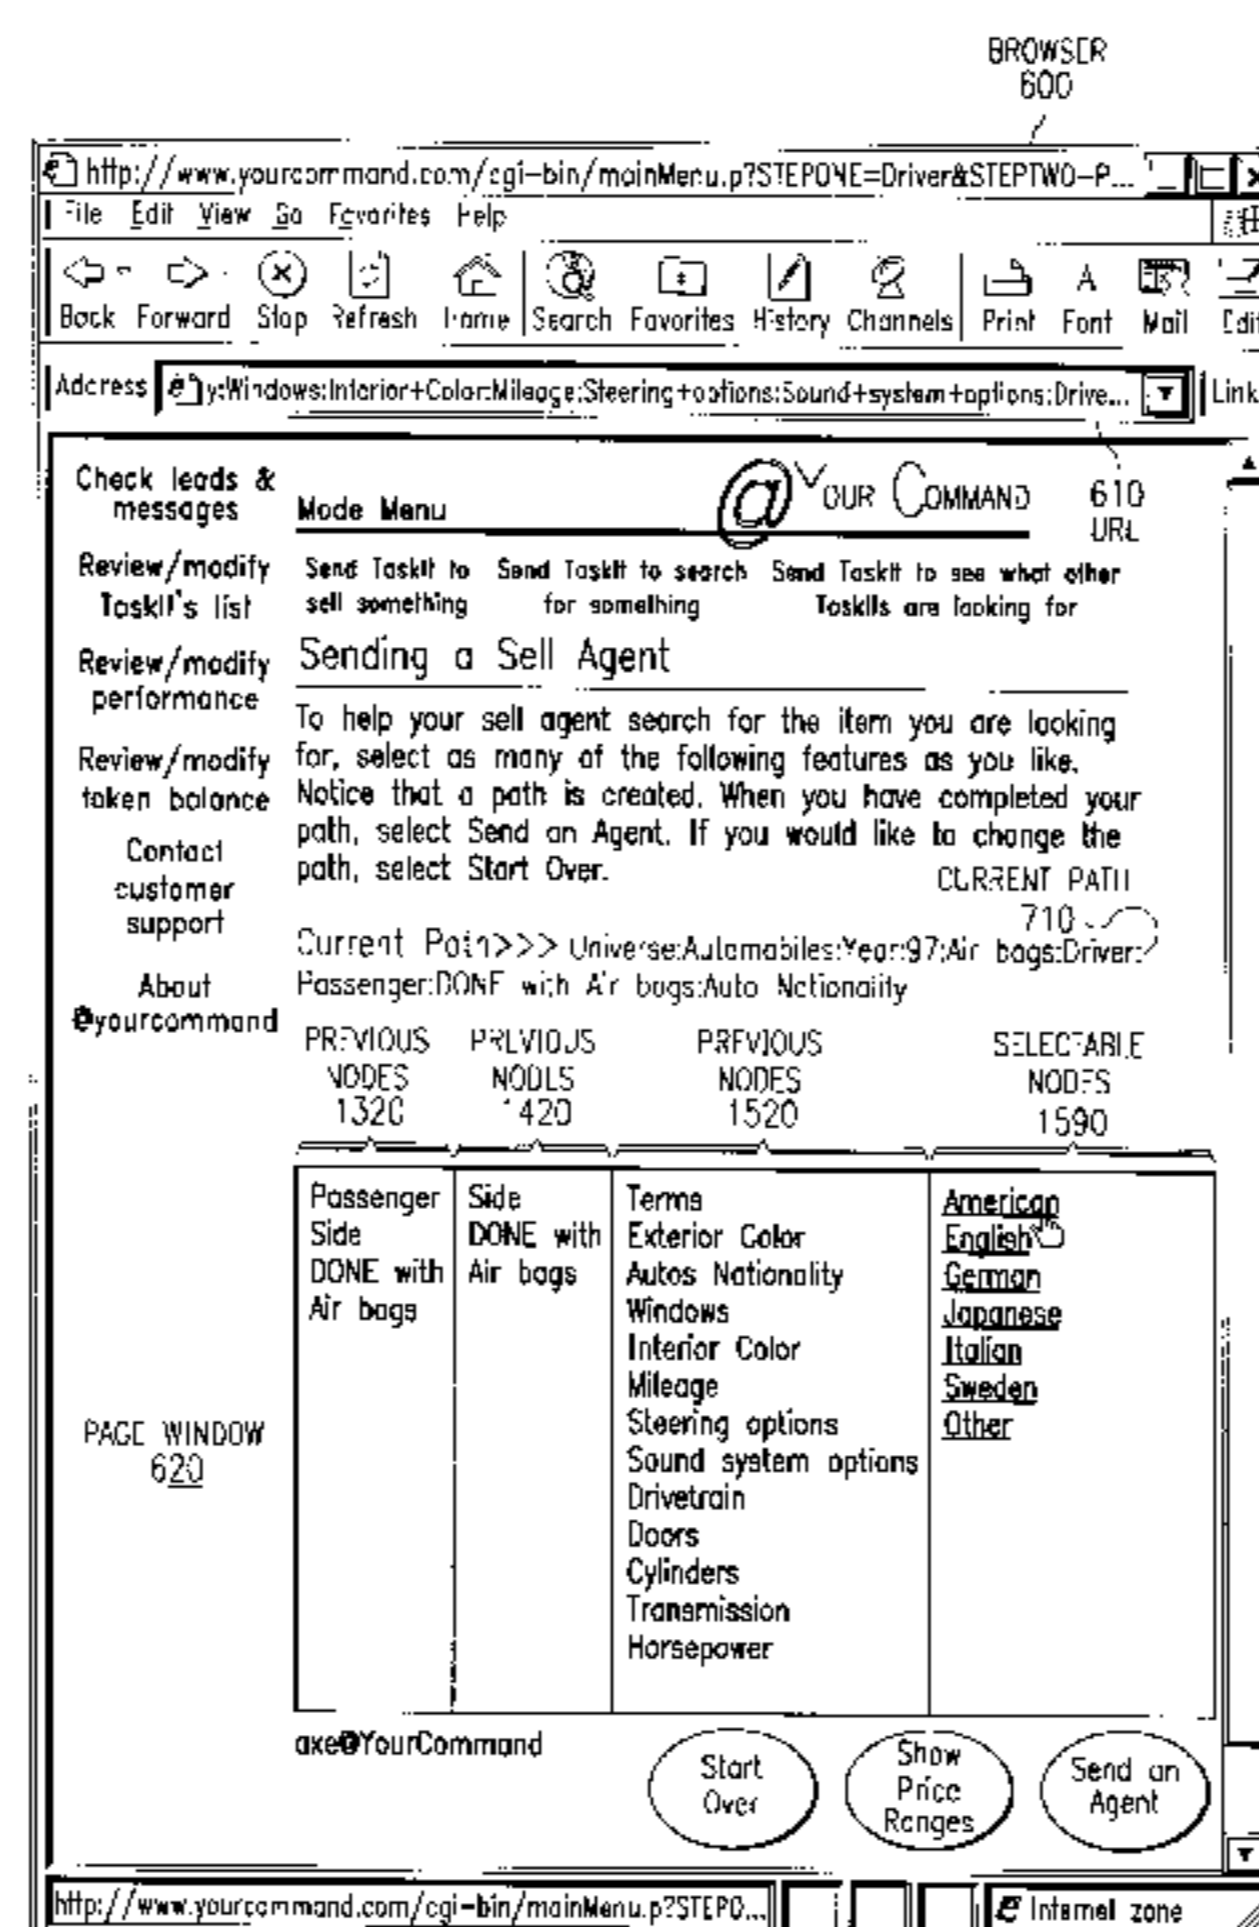 BROWSER
600
http://www.yourcommand.com/cgi-bin/mainMenu.p?STEPONE=Driver&STEPTWO-P...
File Edit View Go Favorites Help
Back Forward Stop Refresh Home Search Favorites History Channels Print Font Mail Edit
Address y:Windows:Interior+Color:Mileage:Steering+options:Sound+system+options:Drive... Link
610
URL
Check leads &
messages
Review/modify
TaskIt's list
Review/modify
performance
Review/modify
token balance
Contact
customer
support
About
@yourcommand
@ YOUR COMMAND
Mode Menu
Send TaskIt to sell something
Send TaskIt to search for something
Send TaskIt to see what other TaskIts are looking for
Sending a Sell Agent
To help your sell agent search for the item you are looking
for, select as many of the following features as you like.
Notice that a path is created. When you have completed your
path, select Send an Agent. If you would like to change the
path, select Start Over.
CURRENT PATH
710
Current Path>>> Universe:Automobiles:Year:97:Air bags:Driver:
Passenger:DONE with Air bags:Auto Nationality
PREVIOUS
NODES
1320
PREVIOUS
NODES
1420
PREVIOUS
NODES
1520
SELECTABLE
NODES
1590
Passenger
Side
DONE with
Air bags
Side
DONE with
Air bags
Terms
Exterior Color
Autos Nationality
Windows
Interior Color
Mileage
Steering options
Sound system options
Drivetrain
Doors
Cylinders
Transmission
Horsepower
American
English
German
Japanese
Italian
Sweden
Other
PAGE WINDOW
620
axe@YourCommand
Start
Over
Show
Price
Ranges
Send an
Agent
http://www.yourcommand.com/cgi-bin/mainMenu.p?STEPO...
Internet zone